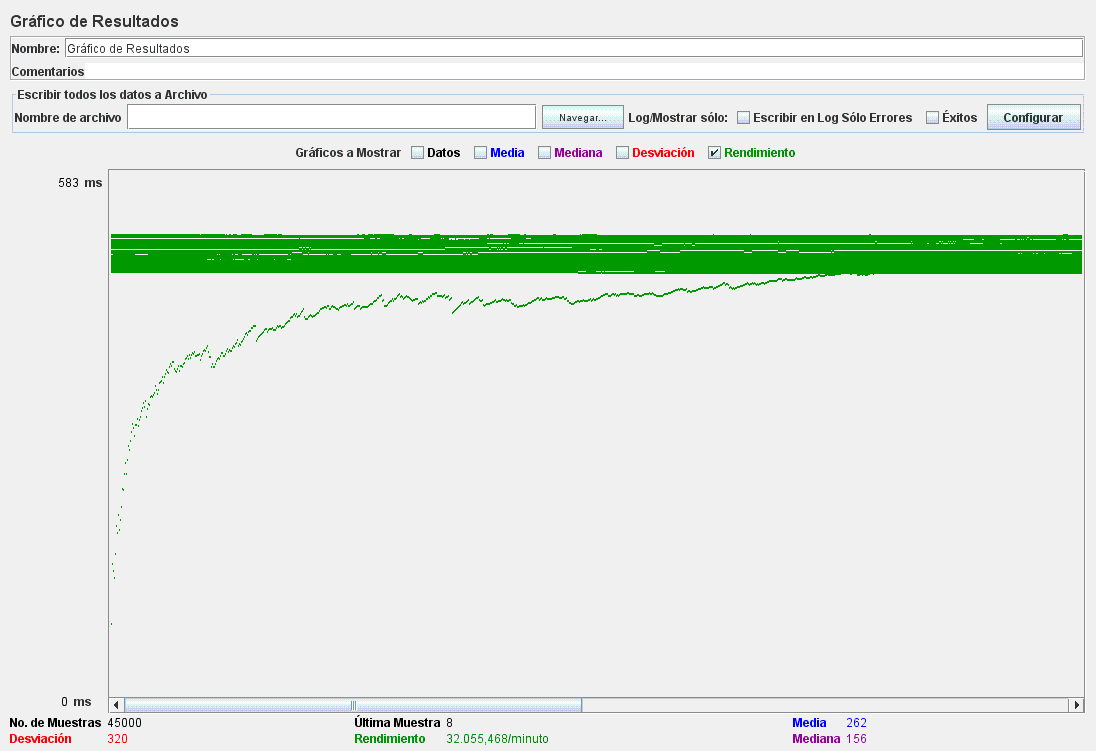 Gráfico de Resultados
Nombre: Gráfico de Resultados
Comentarios
Escribir todos los datos a Archivo
Nombre de archivo Navegar... Log/Mostrar sólo: Escribir en Log Sólo Errores Éxitos Configurar
Gráficos a Mostrar Datos Media Mediana Desviación Rendimiento
583 ms
0 ms
No. de Muestras 45000 Última Muestra 8 Media 262
Desviación 320 Rendimiento 32.055,468/minuto Mediana 156